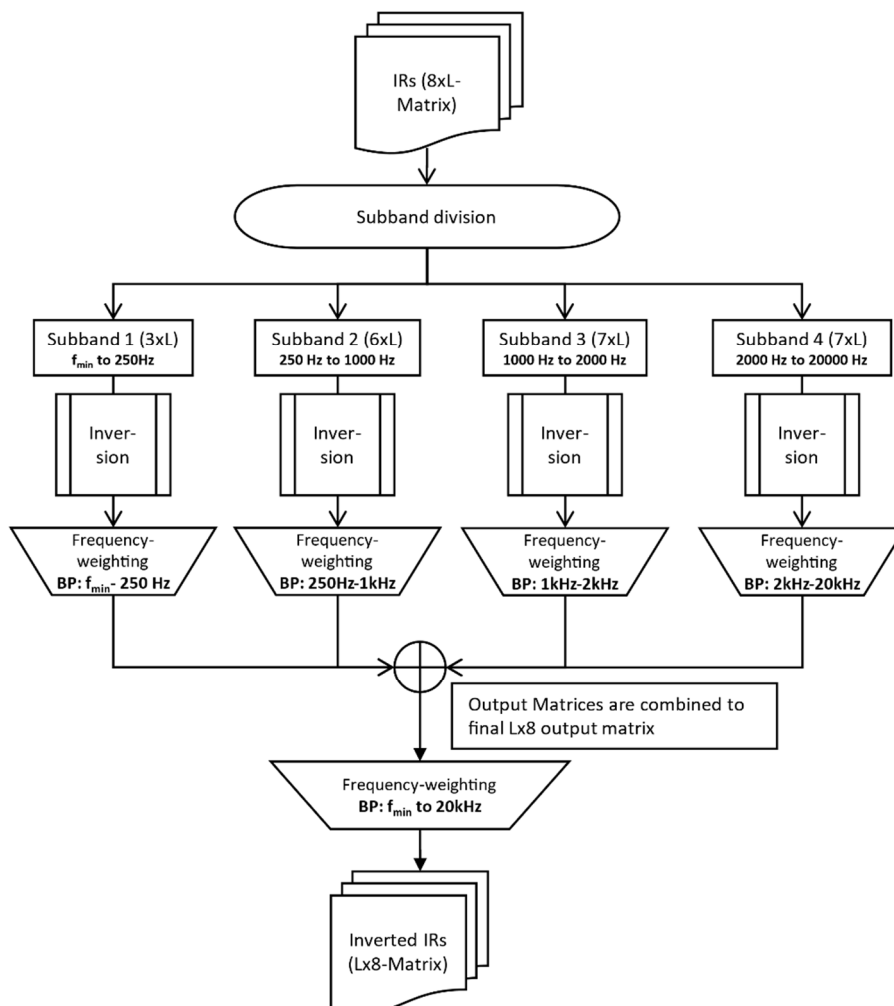 IRs (8xL-
Matrix)
Subband division
Subband 1 (3xL)
fmin to 250Hz
Subband 2 (6xL)
250 Hz to 1000 Hz
Subband 3 (7xL)
1000 Hz to 2000 Hz
Subband 4 (7xL)
2000 Hz to 20000 Hz
Inver-
sion
Inver-
sion
Inver-
sion
Inver-
sion
Frequency-
weighting
BP: fmin- 250 Hz
Frequency-
weighting
BP: 250Hz-1kHz
Frequency-
weighting
BP: 1kHz-2kHz
Frequency-
weighting
BP: 2kHz-20kHz
Output Matrices are combined to
final Lx8 output matrix
Frequency-weighting
BP: fmin to 20kHz
Inverted IRs
(Lx8-Matrix)